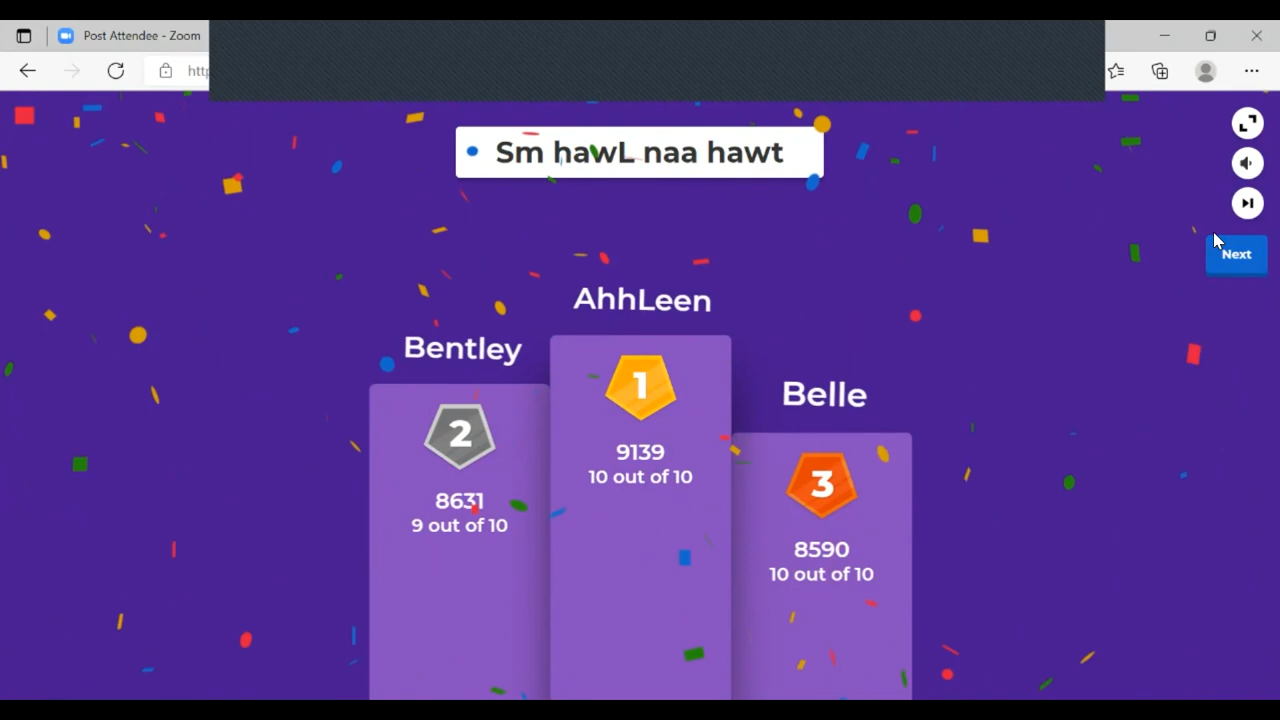 Post Attendee - Zoom
http
Sm hawL naa hawt
Next
AhhLeen
1
9139
10 out of 10
Bentley
2
8631
9 out of 10
Belle
3
8590
10 out of 10